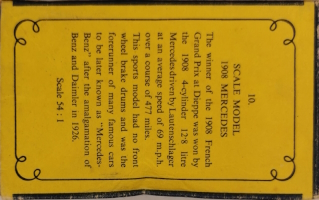 10.
SCALE MODEL
1908 MERCEDES
The winner of the 1908 French
Grand Prix at Dieppe was won by
the 1908 4-cylinder 12.8 litre
Mercedes driven by Lautenschlager
at an average speed of 69 m.p.h.
over a course of 477 miles.
This sports model had no front
wheel brake drums and was the
forerunner of many famous cars
to be later known as "Mercedes-
Benz" after the amalgamation of
Benz and Daimler in 1926.
Scale 54 : 1